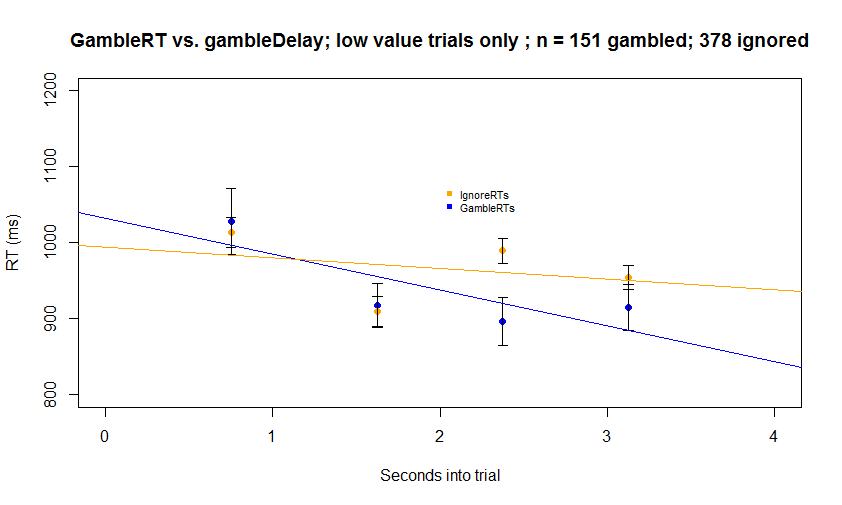 GambleRT vs. gambleDelay; low value trials only ; n = 151 gambled; 378 ignored
1200
1100
1000
900
800
RT (ms)
IgnoreRTs
GambleRTs
0 1 2 3 4
Seconds into trial